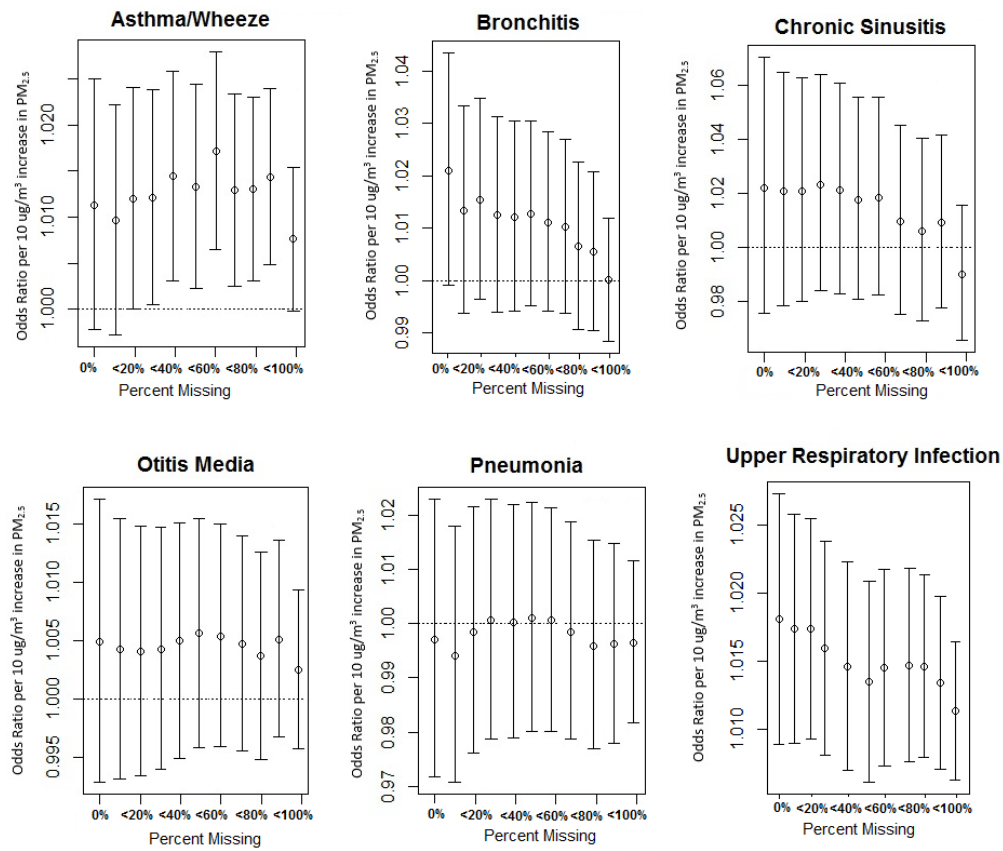 Asthma/Wheeze
Odds Ratio per 10 ug/m³ increase in PM₂.₅
1.020
1.010
1.000
0% <20% <40% <60% <80% <100%
Percent Missing
Bronchitis
Odds Ratio per 10 ug/m³ increase in PM₂.₅
1.04
1.03
1.02
1.01
1.00
0.99
0% <20% <40% <60% <80% <100%
Percent Missing
Chronic Sinusitis
Odds Ratio per 10 ug/m³ increase in PM₂.₅
1.06
1.04
1.02
1.00
0.98
0% <20% <40% <60% <80% <100%
Percent Missing
Otitis Media
Odds Ratio per 10 ug/m³ increase in PM₂.₅
1.015
1.010
1.005
1.000
0.995
0% <20% <40% <60% <80% <100%
Percent Missing
Pneumonia
Odds Ratio per 10 ug/m³ increase in PM₂.₅
1.02
1.01
1.00
0.99
0.98
0.97
0% <20% <40% <60% <80% <100%
Percent Missing
Upper Respiratory Infection
Odds Ratio per 10 ug/m³ increase in PM₂.₅
1.025
1.020
1.015
1.010
0% <20% <40% <60% <80% <100%
Percent Missing